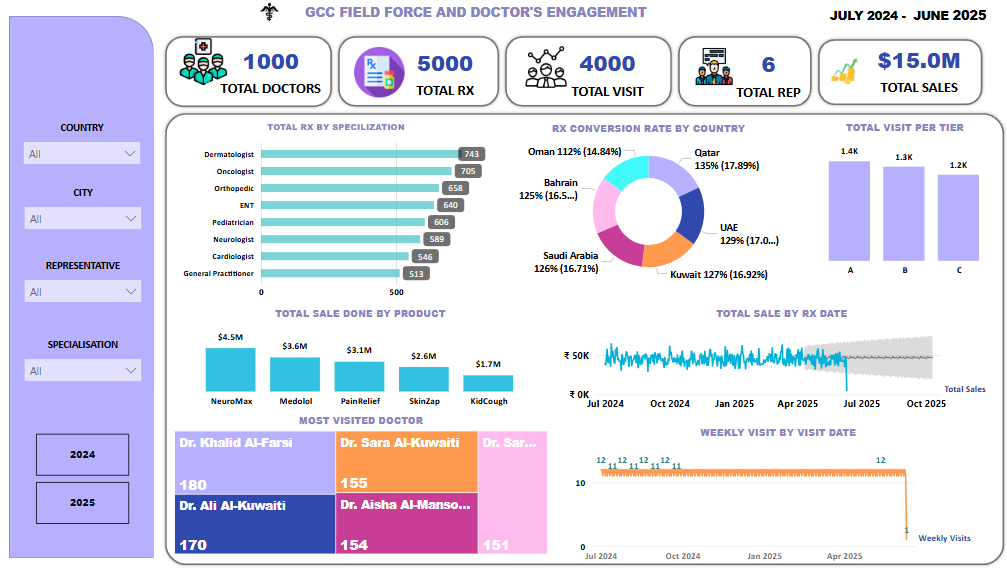 GCC FIELD FORCE AND DOCTOR'S ENGAGEMENT
JULY 2024 - JUNE 2025
1000
TOTAL DOCTORS
5000
TOTAL RX
4000
TOTAL VISIT
6
TOTAL REP
$15.0M
TOTAL SALES
COUNTRY
All
CITY
All
REPRESENTATIVE
All
SPECIALISATION
All
2024
2025
TOTAL RX BY SPECILIZATION
Dermatologist 743
Oncologist 705
Orthopedic 658
ENT 640
Pediatrician 606
Neurologist 589
Cardiologist 546
General Practitioner 513
0 500
RX CONVERSION RATE BY COUNTRY
Oman 112% (14.84%)
Qatar
135% (17.89%)
Bahrain
125% (16.5...)
UAE
129% (17.0...)
Saudi Arabia
126% (16.71%)
Kuwait 127% (16.92%)
TOTAL VISIT PER TIER
1.4K 1.3K 1.2K
A B C
TOTAL SALE DONE BY PRODUCT
$4.5M $3.6M $3.1M $2.6M $1.7M
NeuroMax Medolol PainRelief SkinZap KidCough
TOTAL SALE BY RX DATE
₹ 50K
₹ 0K
Total Sales
Jul 2024 Oct 2024 Jan 2025 Apr 2025 Jul 2025 Oct 2025
MOST VISITED DOCTOR
Dr. Khalid Al-Farsi
180
Dr. Sara Al-Kuwaiti
155
Dr. Sar...
151
Dr. Ali Al-Kuwaiti
170
Dr. Aisha Al-Manso...
154
WEEKLY VISIT BY VISIT DATE
12 11 12 11 12 11 12 11 12
10
1
Weekly Visits
0
Jul 2024 Oct 2024 Jan 2025 Apr 2025